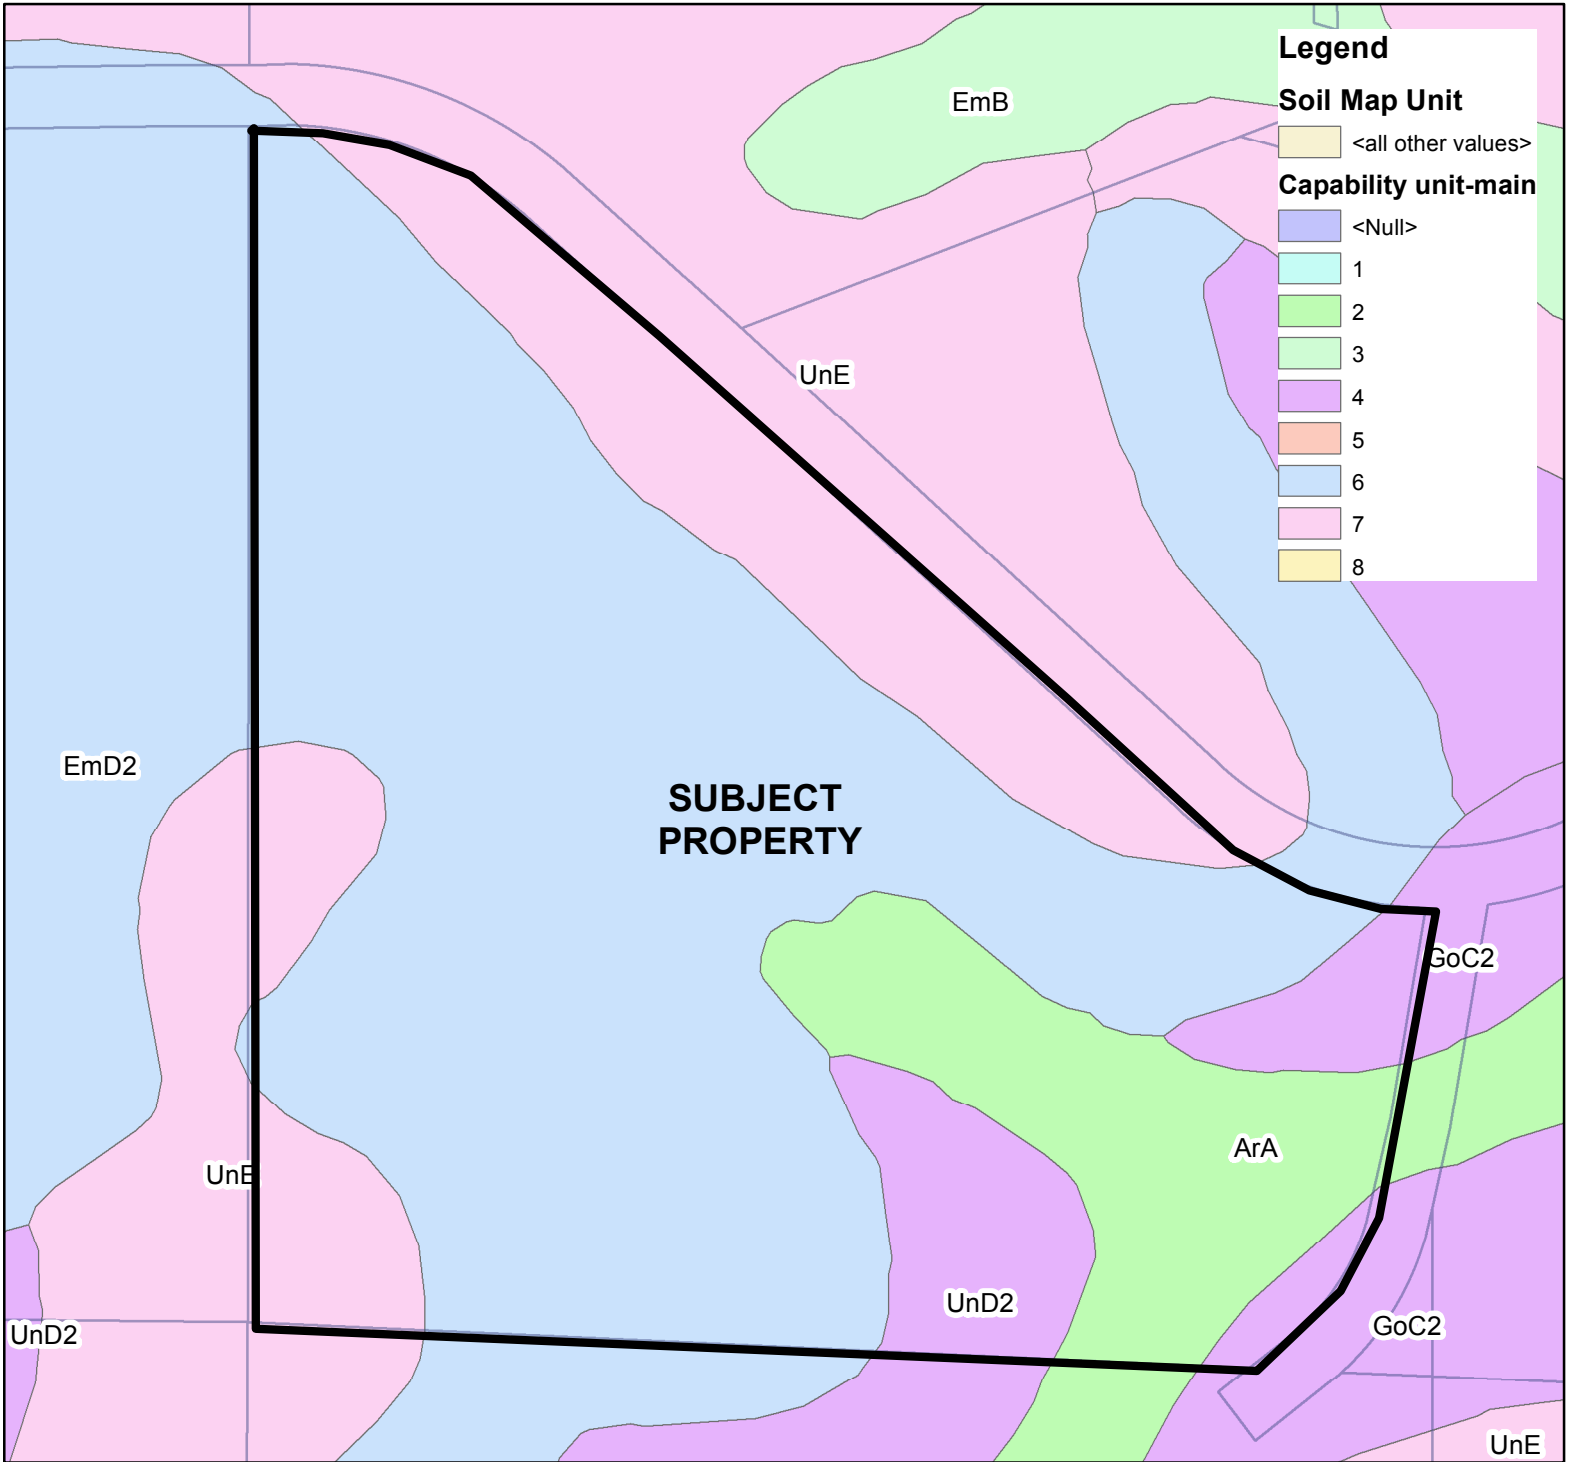 Legend
Soil Map Unit
<all other values>
Capability unit-main
<Null>
1
2
3
4
5
6
7
8
EmB
UnE
EmD2
SUBJECT
PROPERTY
GoC2
ArA
UnE
UnD2
GoC2
UnD2
UnE